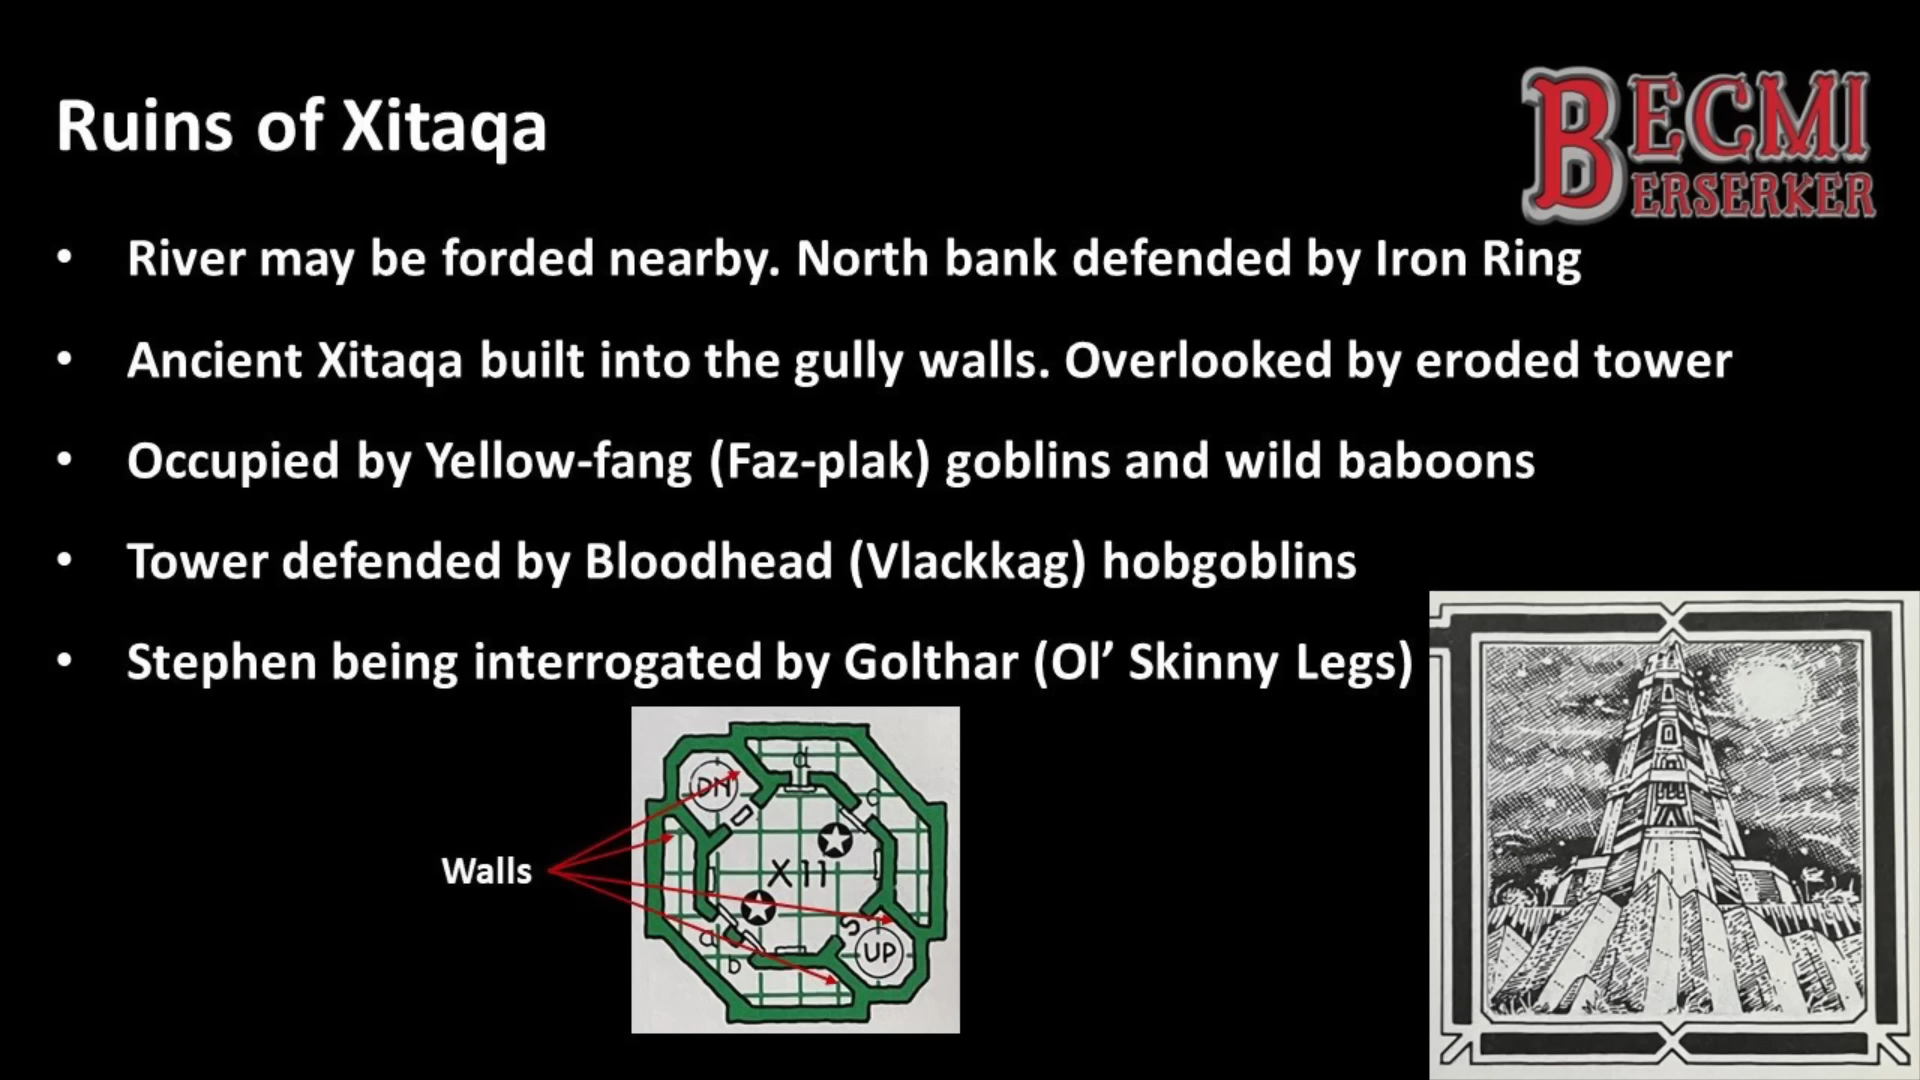 Ruins of Xitaqa
BECMI
BERSERKER
• River may be forded nearby. North bank defended by Iron Ring
• Ancient Xitaqa built into the gully walls. Overlooked by eroded tower
• Occupied by Yellow-fang (Faz-plak) goblins and wild baboons
• Tower defended by Bloodhead (Vlackkag) hobgoblins
• Stephen being interrogated by Golthar (Ol’ Skinny Legs)
d
DN
c
Walls
X11
S
a
UP
b